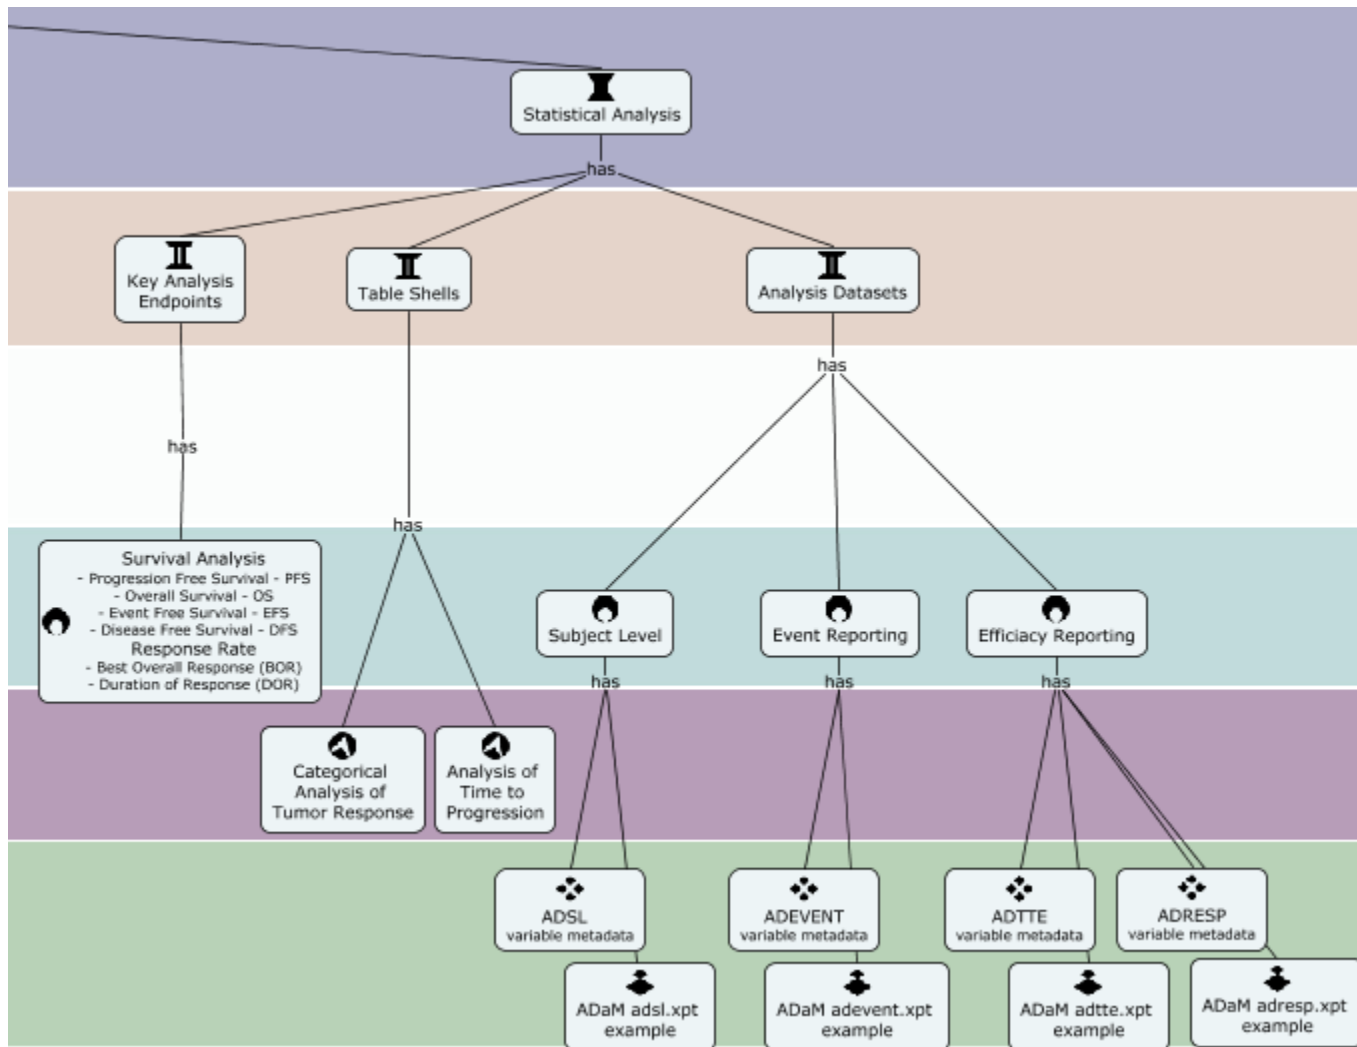 Statistical Analysis
has
Key Analysis
Endpoints
Table Shells
Analysis Datasets
has
has
has
Survival Analysis
- Progression Free Survival - PFS
- Overall Survival - OS
- Event Free Survival - EFS
- Disease Free Survival - DFS
Response Rate
- Best Overall Response (BOR)
- Duration of Response (DOR)
Subject Level
Event Reporting
Efficiacy Reporting
has
has
has
Categorical
Analysis of
Tumor Response
Analysis of
Time to
Progression
ADSL
variable metadata
ADEVENT
variable metadata
ADTTE
variable metadata
ADRESP
variable metadata
ADaM adsl.xpt
example
ADaM adevent.xpt
example
ADaM adtte.xpt
example
ADaM adresp.xpt
example